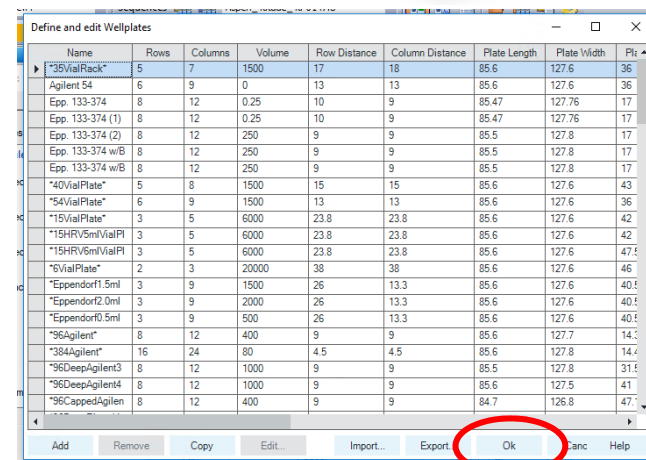 Define and edit Wellplates
Name Rows Columns Volume Row Distance Column Distance Plate Length Plate Width Pla
*35VialRack* 5 7 1500 17 18 85.6 127.6 36
Agilent 54 6 9 0 13 13 85.6 127.6 36
Epp. 133-374 8 12 0.25 10 9 85.47 127.76 17
Epp. 133-374 (1) 8 12 0.25 10 9 85.47 127.76 17
Epp. 133-374 (2) 8 12 250 9 9 85.5 127.8 17
Epp. 133-374 w/B 8 12 250 9 9 85.5 127.8 17
Epp. 133-374 w/B 8 12 250 9 9 85.5 127.8 17
*40VialPlate* 5 8 1500 15 15 85.6 127.6 43
*54VialPlate* 6 9 1500 13 13 85.6 127.6 36
*15VialPlate* 3 5 6000 23.8 23.8 85.6 127.6 42
*15HRV5mlVialPl 3 5 6000 23.8 23.8 85.6 127.6 42
*15HRV6mlVialPl 3 5 6000 23.8 23.8 85.6 127.6 47.5
*6VialPlate* 2 3 20000 38 38 85.6 127.6 46
*Eppendorf1.5ml 3 9 1500 26 13.3 85.6 127.6 40.5
*Eppendorf2.0ml 3 9 2000 26 13.3 85.6 127.6 40.5
*Eppendorf0.5ml 3 9 500 26 13.3 85.6 127.6 40.5
*96Agilent* 8 12 400 9 9 85.6 127.7 14.3
*384Agilent* 16 24 80 4.5 4.5 85.6 127.8 14.4
*96DeepAgilent3 8 12 1000 9 9 85.5 127.8 31.5
*96DeepAgilent4 8 12 1000 9 9 85.6 127.5 41
*96CappedAgilen 8 12 400 9 9 84.7 126.8 47.1
Add Remove Copy Edit... Import... Export... Ok Canc Help